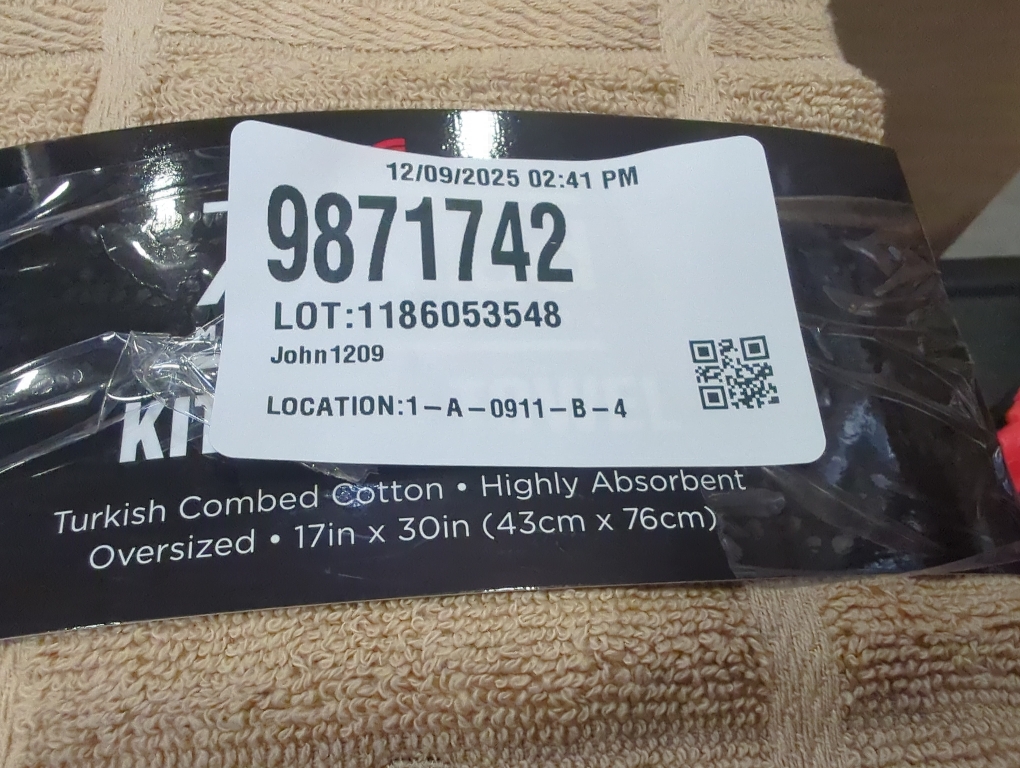 12/09/2025 02:41 PM
9871742
LOT:1186053548
John1209
LOCATION:1-A-0911-B-4
Turkish Combed Cotton • Highly Absorbent
Oversized • 17in x 30in (43cm x 76cm)